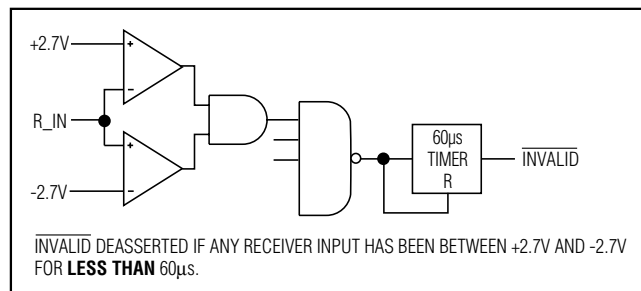 +2.7V
R_IN
-2.7V
+
-
+
-
60µs
TIMER
R
INVALID
INVALID DEASSERTED IF ANY RECEIVER INPUT HAS BEEN BETWEEN +2.7V AND -2.7V
FOR LESS THAN 60µs.